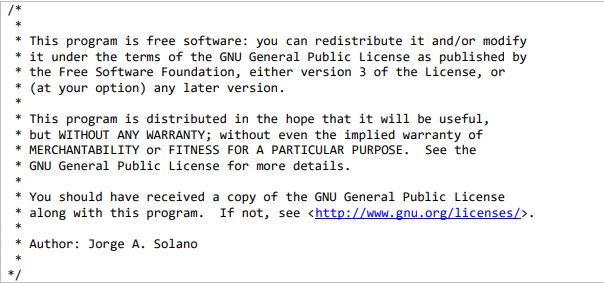 /*
 *
 * This program is free software: you can redistribute it and/or modify
 * it under the terms of the GNU General Public License as published by
 * the Free Software Foundation, either version 3 of the License, or
 * (at your option) any later version.
 *
 * This program is distributed in the hope that it will be useful,
 * but WITHOUT ANY WARRANTY; without even the implied warranty of
 * MERCHANTABILITY or FITNESS FOR A PARTICULAR PURPOSE.  See the
 * GNU General Public License for more details.
 *
 * You should have received a copy of the GNU General Public License
 * along with this program.  If not, see <http://www.gnu.org/licenses/>.
 *
 * Author: Jorge A. Solano
 *
*/